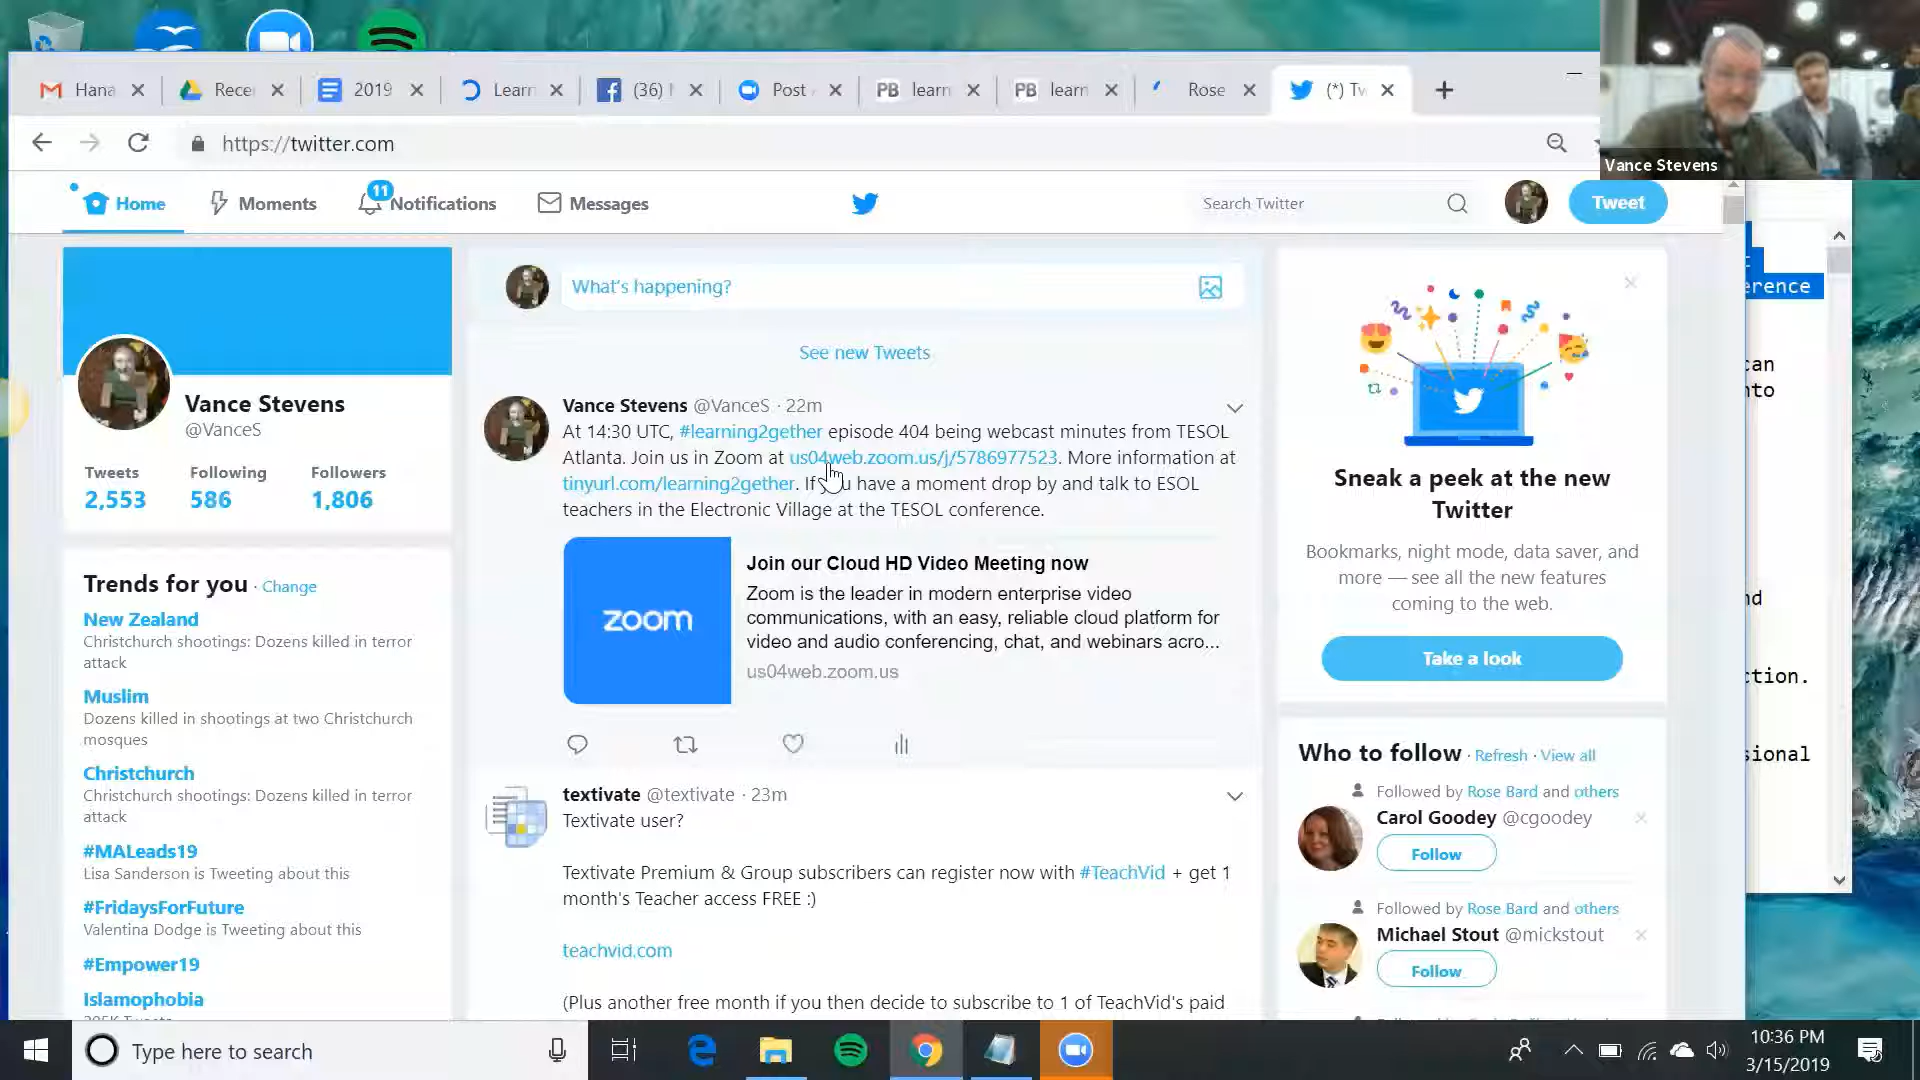 Hana
Rece
2019
Learn
(36)
Post
PB learn
PB learn
Rose
(*) Tw
Vance Stevens
https://twitter.com
Home
Moments
11
Notifications
Messages
Search Twitter
Tweet
What's happening?
See new Tweets
Vance Stevens
@VanceS
Tweets
Following
Followers
2,553
586
1,806
Vance Stevens @VanceS · 22m
At 14:30 UTC, #learning2gether episode 404 being webcast minutes from TESOL
Atlanta. Join us in Zoom at us04web.zoom.us/j/5786977523. More information at
tinyurl.com/learning2gether. If you have a moment drop by and talk to ESOL
teachers in the Electronic Village at the TESOL conference.
zoom
Join our Cloud HD Video Meeting now
Zoom is the leader in modern enterprise video
communications, with an easy, reliable cloud platform for
video and audio conferencing, chat, and webinars acro...
us04web.zoom.us
Trends for you · Change
New Zealand
Christchurch shootings: Dozens killed in terror
attack
Muslim
Dozens killed in shootings at two Christchurch
mosques
Christchurch
Christchurch shootings: Dozens killed in terror
attack
#MALeads19
Lisa Sanderson is Tweeting about this
#FridaysForFuture
Valentina Dodge is Tweeting about this
#Empower19
Islamophobia
textivate @textivate · 23m
Textivate user?
Textivate Premium & Group subscribers can register now with #TeachVid + get 1
month's Teacher access FREE :)
teachvid.com
(Plus another free month if you then decide to subscribe to 1 of TeachVid's paid
Sneak a peek at the new
Twitter
Bookmarks, night mode, data saver, and
more — see all the new features
coming to the web.
Take a look
Who to follow · Refresh · View all
Followed by Rose Bard and others
Carol Goodey @cgoodey
Follow
Followed by Rose Bard and others
Michael Stout @mickstout
Follow
erence
can
nto
nd
ction.
sional
Type here to search
10:36 PM
3/15/2019